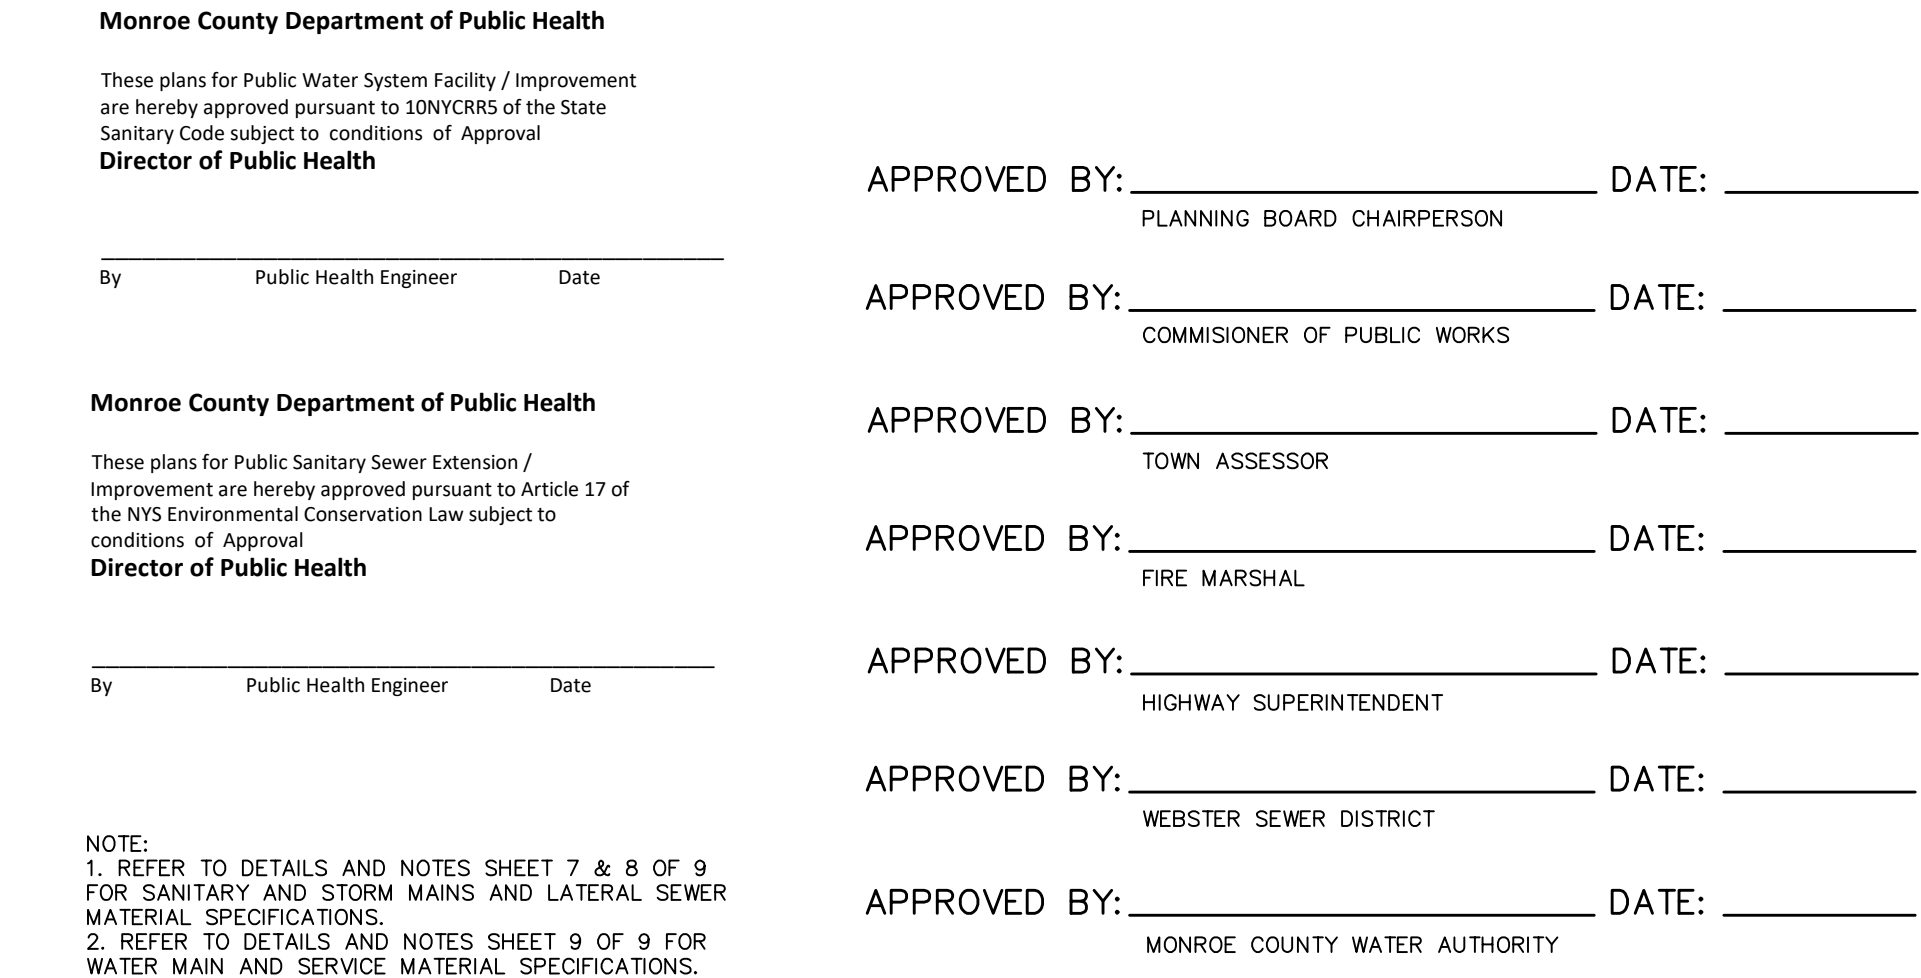 Monroe County Department of Public Health
These plans for Public Water System Facility / Improvement
are hereby approved pursuant to 10NYCRR5 of the State
Sanitary Code subject to conditions of Approval
Director of Public Health
By Public Health Engineer Date
Monroe County Department of Public Health
These plans for Public Sanitary Sewer Extension /
Improvement are hereby approved pursuant to Article 17 of
the NYS Environmental Conservation Law subject to
conditions of Approval
Director of Public Health
By Public Health Engineer Date
NOTE:
1. REFER TO DETAILS AND NOTES SHEET 7 & 8 OF 9
FOR SANITARY AND STORM MAINS AND LATERAL SEWER
MATERIAL SPECIFICATIONS.
2. REFER TO DETAILS AND NOTES SHEET 9 OF 9 FOR
WATER MAIN AND SERVICE MATERIAL SPECIFICATIONS.
APPROVED BY: DATE:
PLANNING BOARD CHAIRPERSON
APPROVED BY: DATE:
COMMISIONER OF PUBLIC WORKS
APPROVED BY: DATE:
TOWN ASSESSOR
APPROVED BY: DATE:
FIRE MARSHAL
APPROVED BY: DATE:
HIGHWAY SUPERINTENDENT
APPROVED BY: DATE:
WEBSTER SEWER DISTRICT
APPROVED BY: DATE:
MONROE COUNTY WATER AUTHORITY